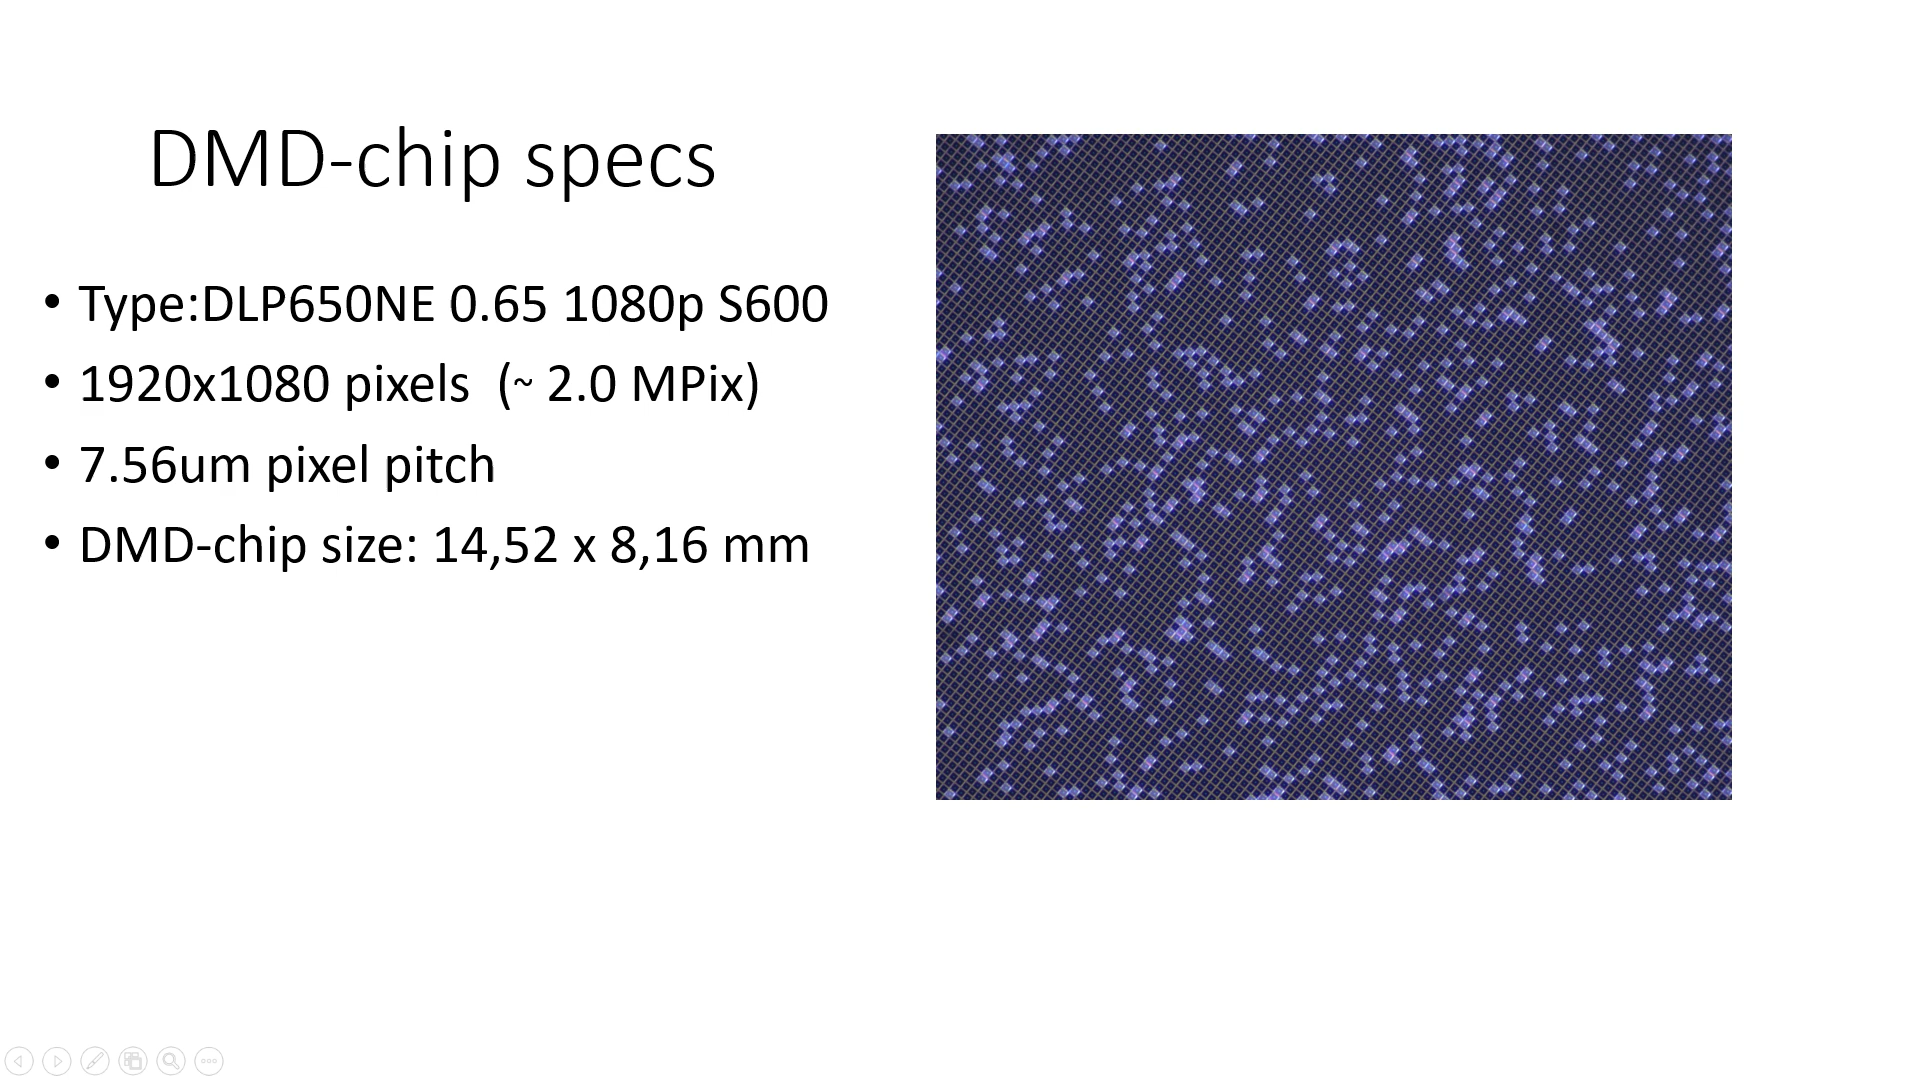 DMD-chip specs
• Type:DLP650NE 0.65 1080p S600
• 1920x1080 pixels  (~ 2.0 MPix)
• 7.56um pixel pitch
• DMD-chip size: 14,52 x 8,16 mm